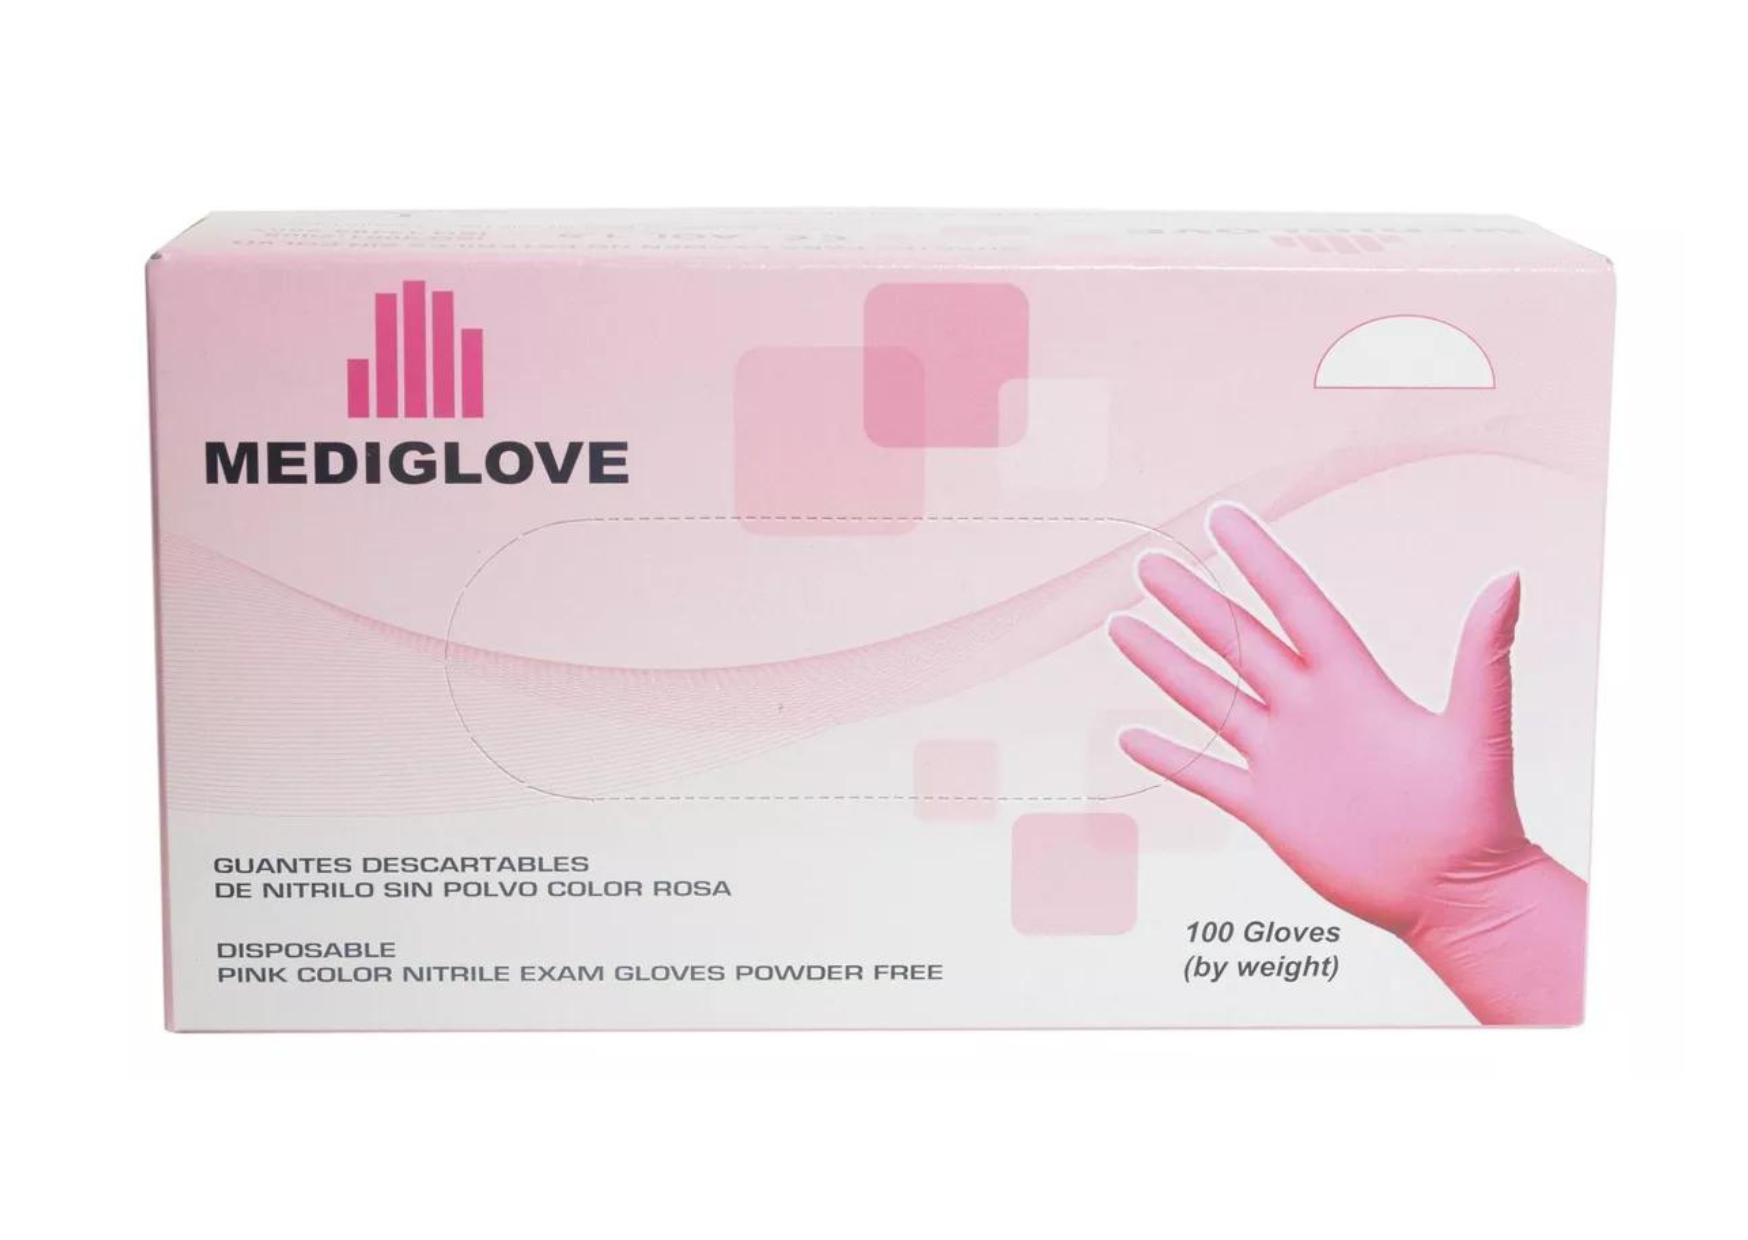 MEDIGLOVE
GUANTES DESCARTABLES
DE NITRILO SIN POLVO COLOR ROSA
DISPOSABLE
PINK COLOR NITRILE EXAM GLOVES POWDER FREE
100 Gloves
(by weight)